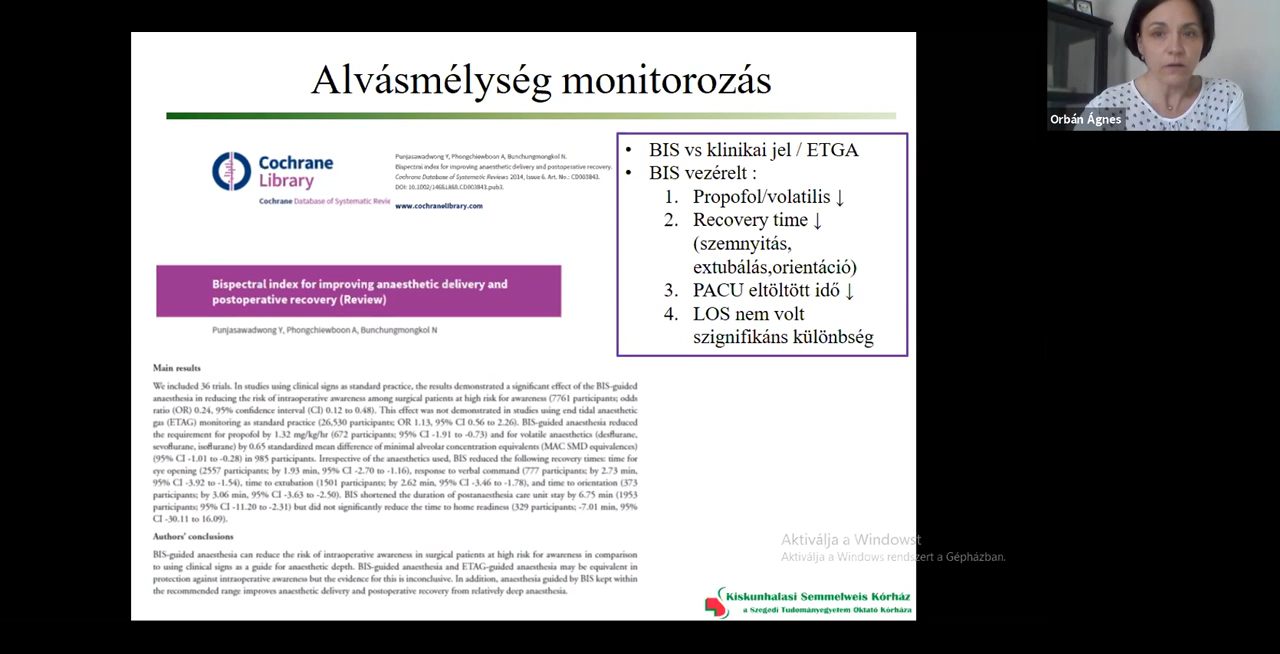 Alvásmélység monitorozás
Cochrane
Library
Cochrane Database of Systematic Revie
Punjasawadwong Y, Phongchiewboon A, Bunchungmongkol N.
Bispectral index for improving anaesthetic delivery and postoperative recovery.
Cochrane Database of Systematic Reviews 2014, Issue 6. Art. No.: CD003843.
DOI: 10.1002/14651858.CD003843.pub3.
www.cochranelibrary.com
Bispectral index for improving anaesthetic delivery and
postoperative recovery (Review)
Punjasawadwong Y, Phongchiewboon A, Bunchungmongkol N
Main results
We included 36 trials. In studies using clinical signs as standard practice, the results demonstrated a significant effect of the BIS-guided
anaesthesia in reducing the risk of intraoperative awareness among surgical patients at high risk for awareness (7761 participants; odds
ratio (OR) 0.24, 95% confidence interval (CI) 0.12 to 0.48). This effect was not demonstrated in studies using end tidal anaesthetic
gas (ETAG) monitoring as standard practice (26,530 participants; OR 1.13, 95% CI 0.56 to 2.26). BIS-guided anaesthesia reduced
the requirement for propofol by 1.32 mg/kg/hr (672 participants; 95% CI -1.91 to -0.73) and for volatile anaesthetics (desflurane,
sevoflurane, isoflurane) by 0.65 standardized mean difference of minimal alveolar concentration equivalents (MAC SMD equivalences)
(95% CI -1.01 to -0.28) in 985 participants. Irrespective of the anaesthetics used, BIS reduced the following recovery times: time for
eye opening (2557 participants; by 1.93 min, 95% CI -2.70 to -1.16), response to verbal command (777 participants; by 2.73 min,
95% CI -3.92 to -1.54), time to extubation (1501 participants; by 2.62 min, 95% CI -3.46 to -1.78), and time to orientation (373
participants; by 3.06 min, 95% CI -3.63 to -2.50). BIS shortened the duration of postanaesthesia care unit stay by 6.75 min (1953
participants; 95% CI -11.20 to -2.31) but did not significantly reduce the time to home readiness (329 participants; -7.01 min, 95%
CI -30.11 to 16.09).
Authors' conclusions
BIS-guided anaesthesia can reduce the risk of intraoperative awareness in surgical patients at high risk for awareness in comparison
to using clinical signs as a guide for anaesthetic depth. BIS-guided anaesthesia and ETAG-guided anaesthesia may be equivalent in
protection against intraoperative awareness but the evidence for this is inconclusive. In addition, anaesthesia guided by BIS kept within
the recommended range improves anaesthetic delivery and postoperative recovery from relatively deep anaesthesia.
• BIS vs klinikai jel / ETGA
• BIS vezérelt :
1. Propofol/volatilis ↓
2. Recovery time ↓
(szemnyitás,
extubálás,orientáció)
3. PACU eltöltött idő ↓
4. LOS nem volt
szignifikáns különbség
Orbán Ágnes
Aktiválja a Windowst
Aktiválja a Windows rendszert a Gépházban.
Kiskunhalasi Semmelweis Kórház
a Szegedi Tudományegyetem Oktató Kórháza